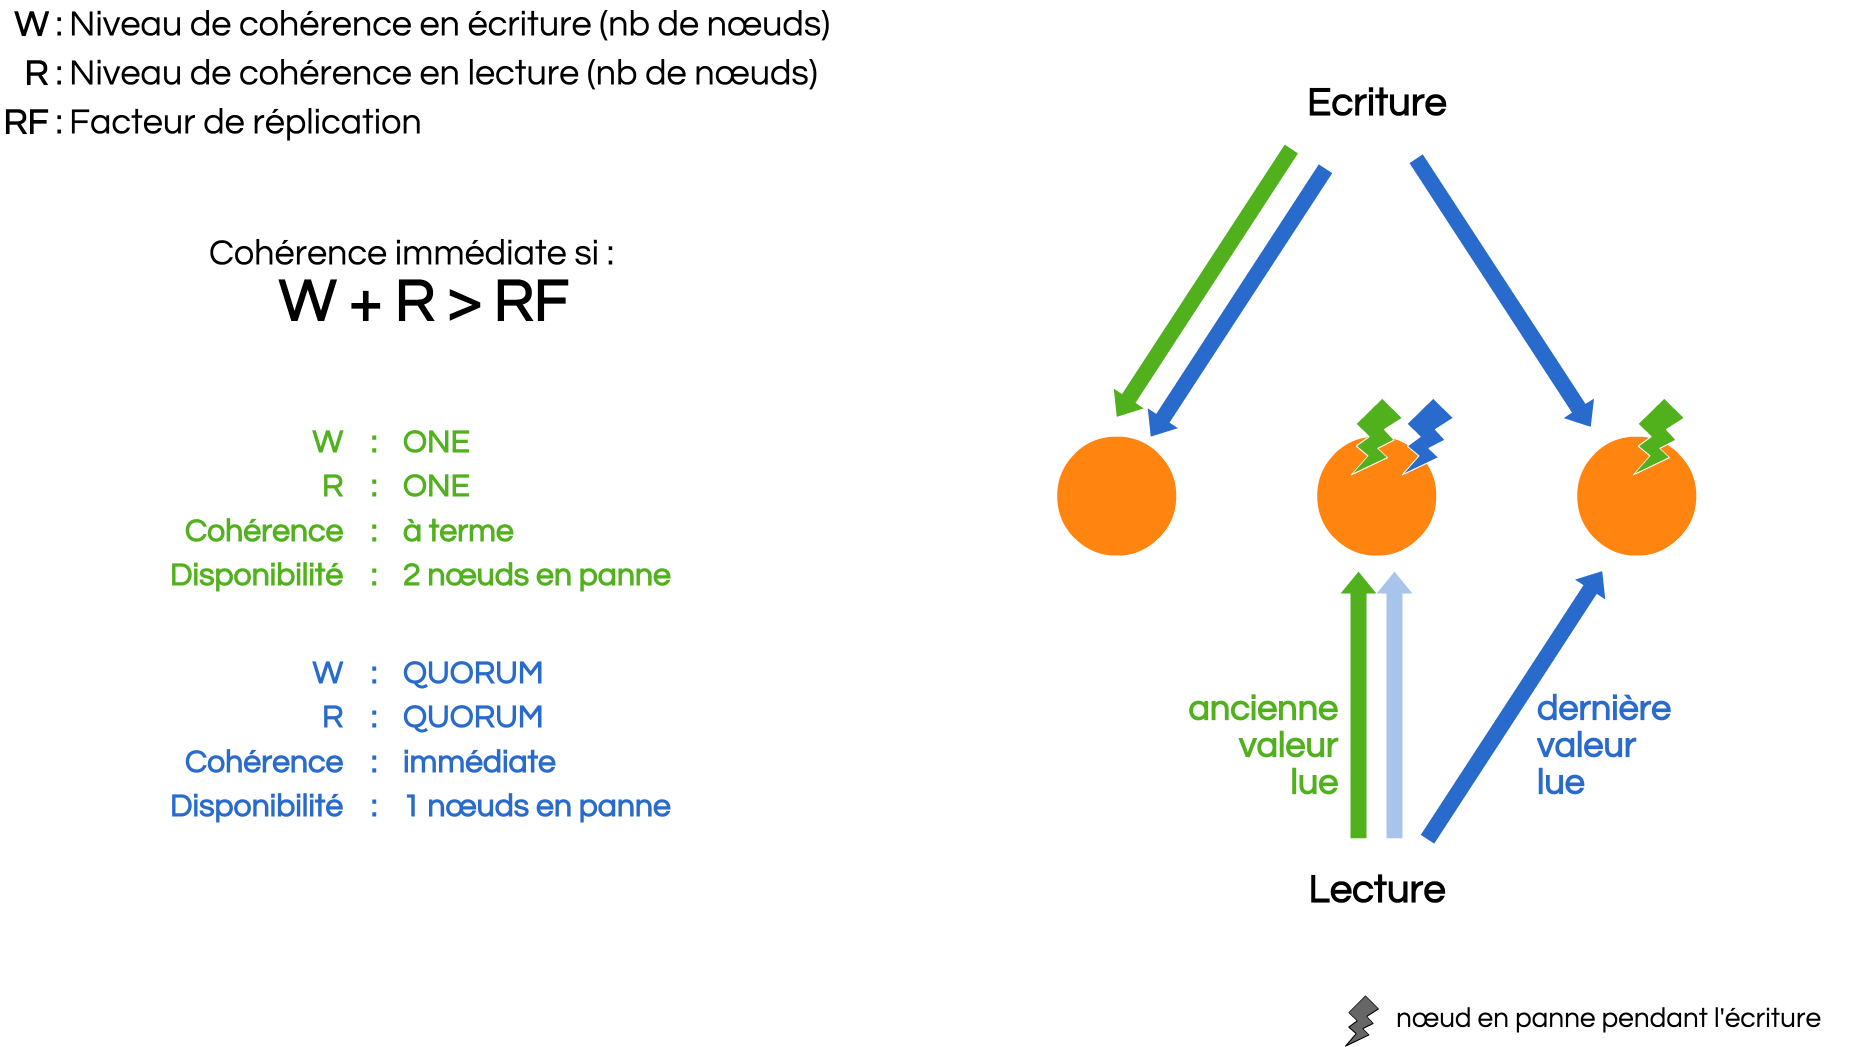 W : Niveau de cohérence en écriture (nb de nœuds)
R : Niveau de cohérence en lecture (nb de nœuds)
RF : Facteur de réplication
Cohérence immédiate si :
W + R > RF
W : ONE
R : ONE
Cohérence : à terme
Disponibilité : 2 nœuds en panne
W : QUORUM
R : QUORUM
Cohérence : immédiate
Disponibilité : 1 nœuds en panne
Ecriture
ancienne
valeur
lue
dernière
valeur
lue
Lecture
nœud en panne pendant l'écriture